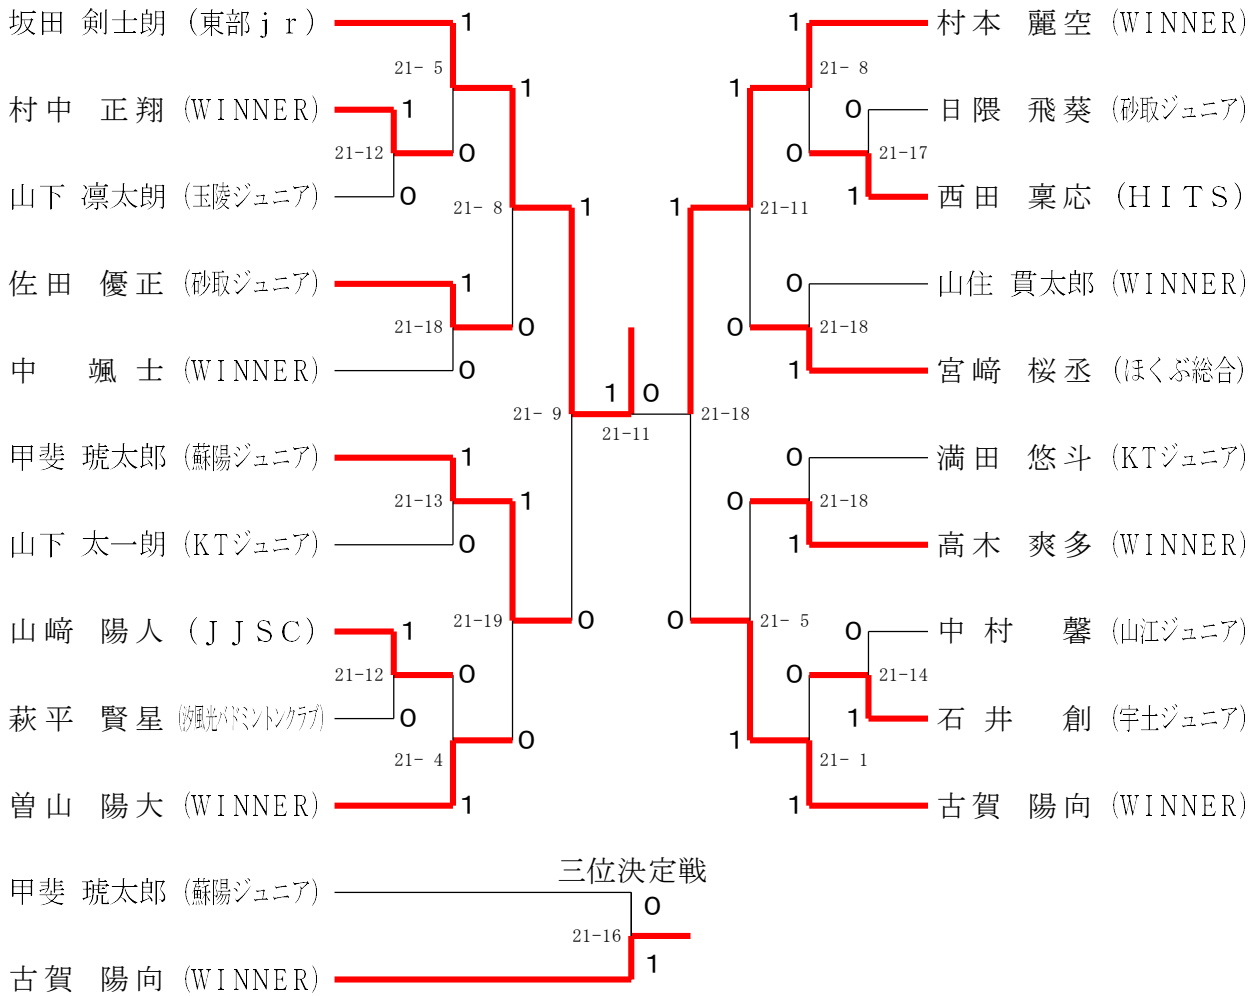 坂田 剣士朗 (東部ｊｒ)
村中 正翔 (WINNER)
山下 凛太朗 (玉陵ジュニア)
佐田 優正 (砂取ジュニア)
中 颯士 (WINNER)
甲斐 琥太郎 (蘇陽ジュニア)
山下 太一朗 (KTジュニア)
山﨑 陽人 (ＪＪＳＣ)
萩平 賢星 (汐風光バドミントンクラブ)
曽山 陽大 (WINNER)
1
21- 5
1
1
21-12
0
0
21- 8
1
1
21-18
0
0
21- 9
1
21-13
1
0
21-19
0
1
21-12
0
0
0
21- 4
1
1
0
21-11
1
21- 8
1
0
0
21-17
1
1
21-11
0
0
21-18
1
21-18
0
0
21-18
1
0
21- 5
0
0
21-14
1
1
21- 1
1
村本 麗空 (WINNER)
日隈 飛葵 (砂取ジュニア)
西田 稟応 (ＨＩＴＳ)
山住 貫太郎 (WINNER)
宮﨑 桜丞 (ほくぶ総合)
満田 悠斗 (KTジュニア)
高木 爽多 (WINNER)
中村 馨 (山江ジュニア)
石井 創 (宇土ジュニア)
古賀 陽向 (WINNER)
三位決定戦
甲斐 琥太郎 (蘇陽ジュニア)
0
21-16
1
古賀 陽向 (WINNER)